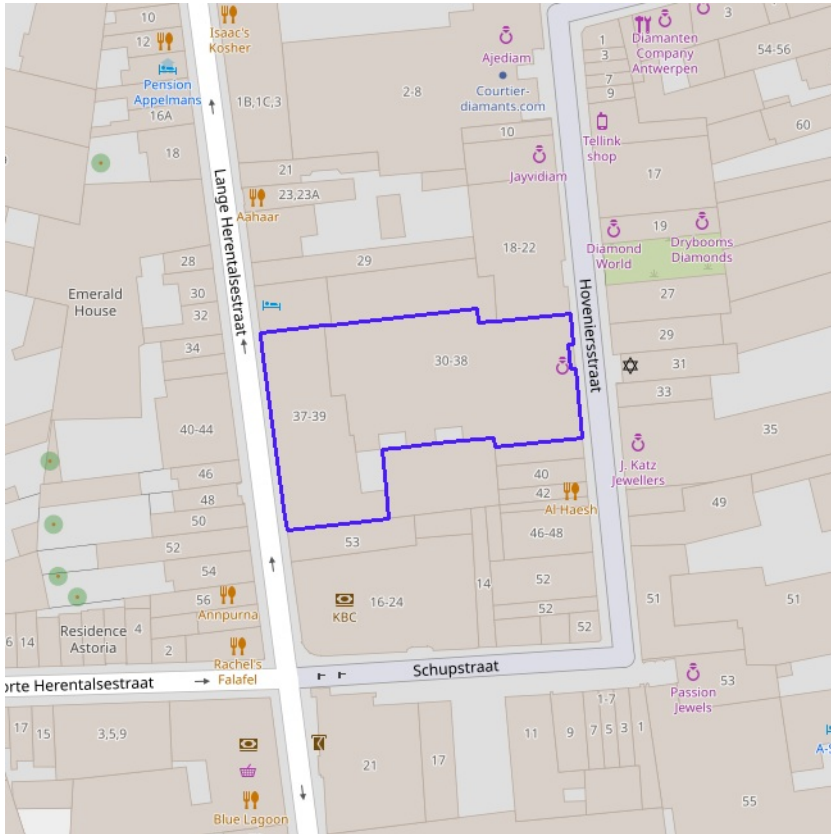 10
12
Isaac's
Kosher
Pension
Appelmans
16A
18
1B,1C,3
2-8
Ajediam
Courtier-
diamants.com
10
Jayvidiam
1
3
7
9
Diamanten
Company
Antwerpen
3
54-56
60
Tellink
shop
17
19
21
23,23A
Aahaar
18-22
Diamond
World
Drybooms
Diamonds
Lange Herentalsestraat
28
29
30
32
34
Emerald
House
27
29
31
33
35
Hoveniersstraat
30-38
37-39
40-44
46
48
50
52
54
56
Annpurna
40
42
Al Haesh
46-48
J. Katz
Jewellers
49
53
52
52
52
14
16-24
KBC
51
51
6
14
Residence
Astoria
4
2
Rachel's
Falafel
Schupstraat
orte Herentalsestraat
Passion
Jewels
53
17
15
3,5,9
21
17
11
9
7
5
3
1
1-7
A-S
55
Blue Lagoon